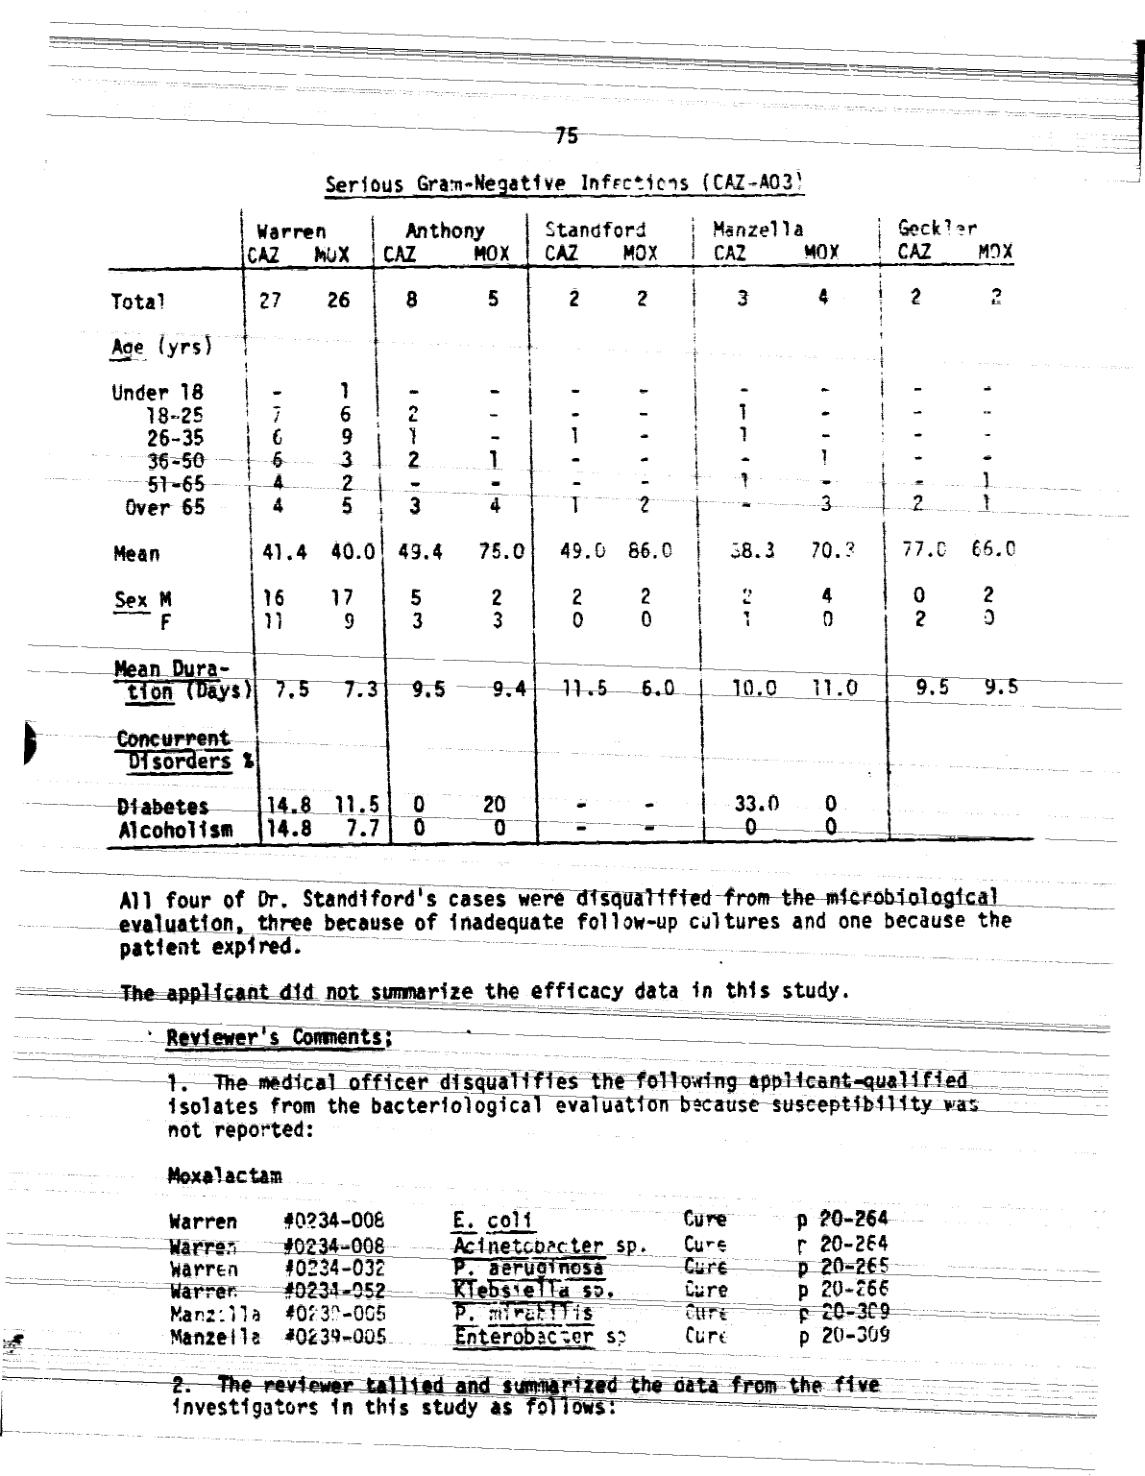 75
Serious Gram-Negative Infections (CAZ-A03)
Warren Anthony Standford Manzella Geckler
CAZ MOX CAZ MOX CAZ MOX CAZ MOX CAZ MOX
Total 27 26 8 5 2 2 3 4 2 2
Age (yrs)
Under 18 - 1 - - - - - - - -
18-25 7 6 2 - - - 1 - - -
26-35 6 9 1 - 1 - 1 - - -
36-50 6 3 2 1 - - - 1 - -
51-65 4 2 - - - - 1 - - 1
Over 65 4 5 3 4 1 2 - 3 2 1
Mean 41.4 40.0 49.4 75.0 49.0 86.0 38.3 70.3 77.0 66.0
Sex M 16 17 5 2 2 2 2 4 0 2
F 11 9 3 3 0 0 1 0 2 0
Mean Dura-
tion (Days) 7.5 7.3 9.5 9.4 11.5 6.0 10.0 11.0 9.5 9.5
Concurrent
Disorders %
Diabetes 14.8 11.5 0 20 - - 33.0 0
Alcoholism 14.8 7.7 0 0 - - 0 0
All four of Dr. Standiford's cases were disqualified from the microbiological
evaluation, three because of inadequate follow-up cultures and one because the
patient expired.
The applicant did not summarize the efficacy data in this study.
Reviewer's Comments:
1. The medical officer disqualifies the following applicant-qualified
isolates from the bacteriological evaluation because susceptibility was
not reported:
Moxalactam
Warren #0234-008 E. coli Cure p 20-264
Warren #0234-008 Acinetobacter sp. Cure p 20-264
Warren #0234-032 P. aeruginosa Cure p 20-265
Warren #0234-052 Klebsiella sp. Cure p 20-266
Manzella #0239-005 P. mirabilis Cure p 20-309
Manzella #0239-005 Enterobacter sp Cure p 20-309
2. The reviewer tallied and summarized the data from the five
investigators in this study as follows: